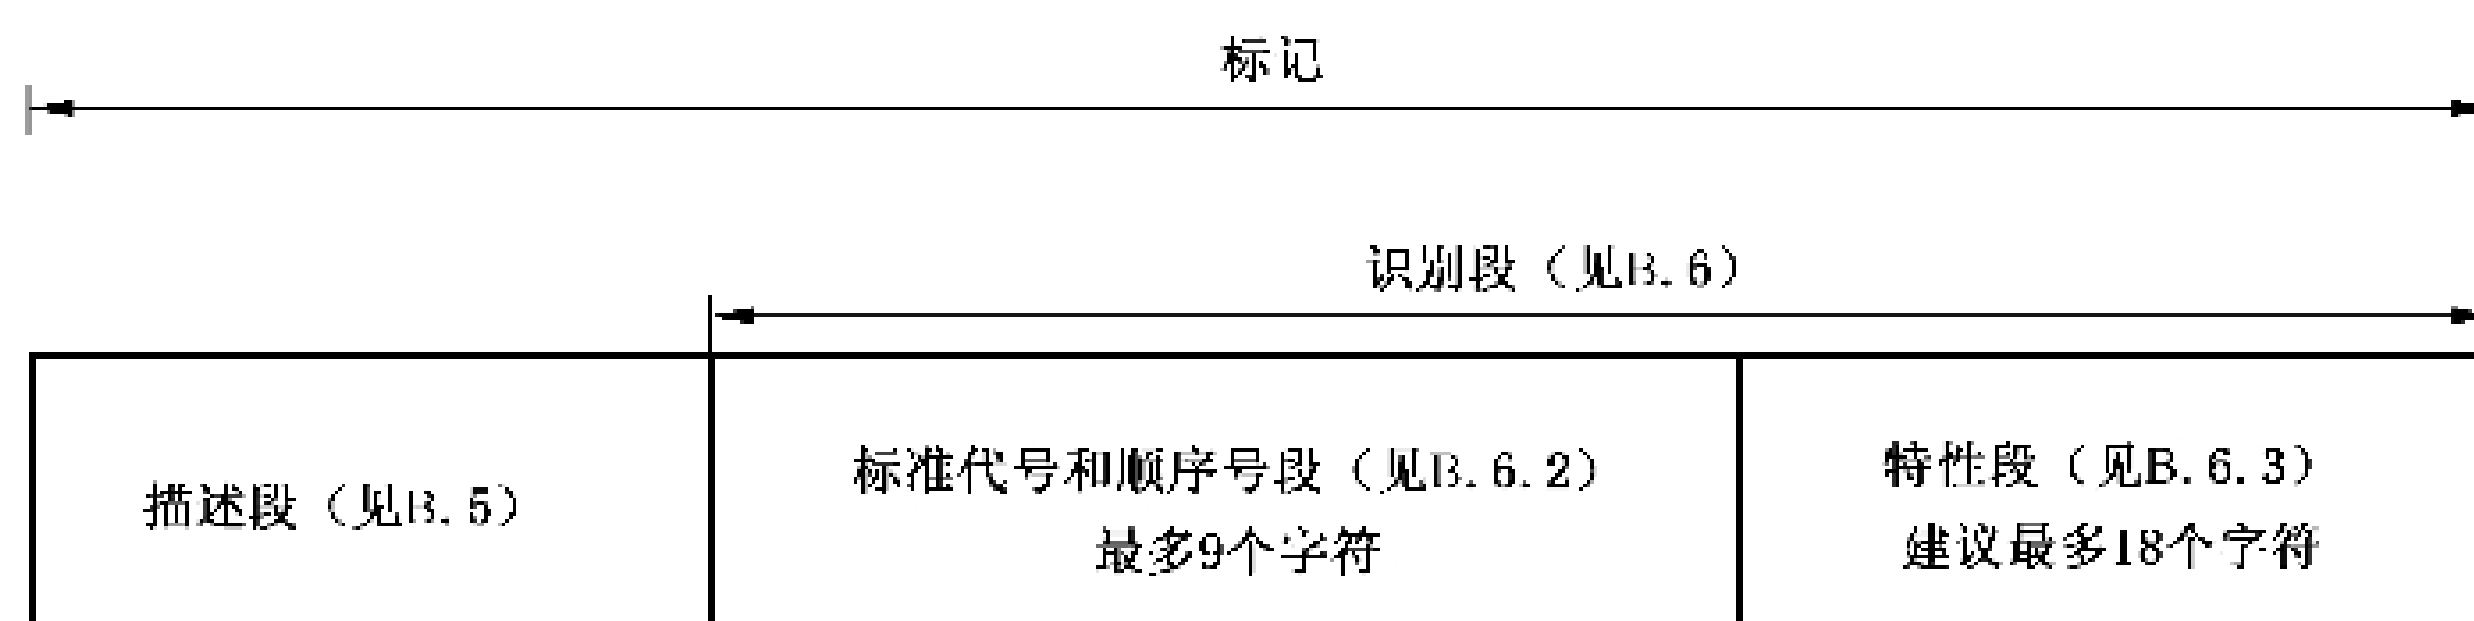 标记
识别段（见B.6）
描述段（见B.5）
标准代号和顺序号段（见B.6.2）
最多9个字符
特性段（见B.6.3）
建议最多18个字符